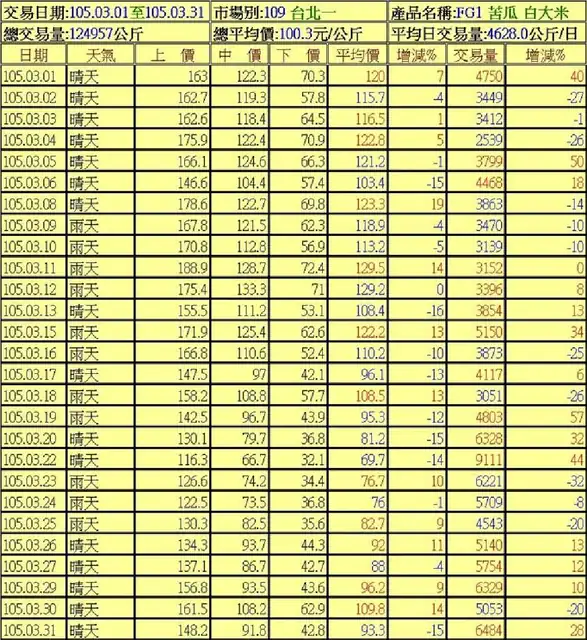 交易日期:105.03.01至105.03.31 市場別:109 台北一 產品名稱:FG1 苦瓜 白大米
總交易量:124957公斤 總平均價:100.3元/公斤 平均日交易量:4628.0公斤/日
日期 天氣 上 價 中 價 下 價 平均價 增減% 交易量 增減%
105.03.01 晴天 163 122.3 70.3 120 7 4750 40
105.03.02 晴天 162.7 119.3 57.8 115.7 -4 3449 -27
105.03.03 晴天 162.6 118.4 64.5 116.5 1 3412 -1
105.03.04 晴天 175.9 122.4 70.9 122.8 5 2539 -26
105.03.05 晴天 166.1 124.6 66.3 121.2 -1 3799 50
105.03.06 晴天 146.6 104.4 57.4 103.4 -15 4468 18
105.03.08 晴天 178.6 122.7 69.8 123.3 19 3863 -14
105.03.09 雨天 167.8 121.5 62.3 118.9 -4 3470 -10
105.03.10 雨天 170.8 112.8 56.9 113.2 -5 3139 -10
105.03.11 雨天 188.9 128.7 72.4 129.5 14 3152 0
105.03.12 雨天 175.4 133.3 71 129.2 0 3396 8
105.03.13 晴天 155.5 111.2 53.1 108.4 -16 3854 13
105.03.15 雨天 171.9 125.4 62.6 122.2 13 5150 34
105.03.16 雨天 166.8 110.6 52.4 110.2 -10 3873 -25
105.03.17 晴天 147.5 97 42.1 96.1 -13 4117 6
105.03.18 雨天 158.2 108.8 57.7 108.5 13 3051 -26
105.03.19 雨天 142.5 96.7 43.9 95.3 -12 4803 57
105.03.20 晴天 130.1 79.7 36.8 81.2 -15 6328 32
105.03.22 晴天 116.3 66.7 32.1 69.7 -14 9111 44
105.03.23 雨天 126.6 74.2 34.4 76.7 10 6221 -32
105.03.24 雨天 122.5 73.5 36.8 76 -1 5709 -8
105.03.25 雨天 130.3 82.5 35.6 82.7 9 4543 -20
105.03.26 晴天 134.3 93.7 44.3 92 11 5140 13
105.03.27 晴天 137.1 86.7 42.7 88 -4 5754 12
105.03.29 晴天 156.8 93.5 43.6 96.2 9 6329 10
105.03.30 晴天 161.5 108.2 62.9 109.8 14 5053 -20
105.03.31 晴天 148.2 91.8 42.8 93.3 -15 6484 28